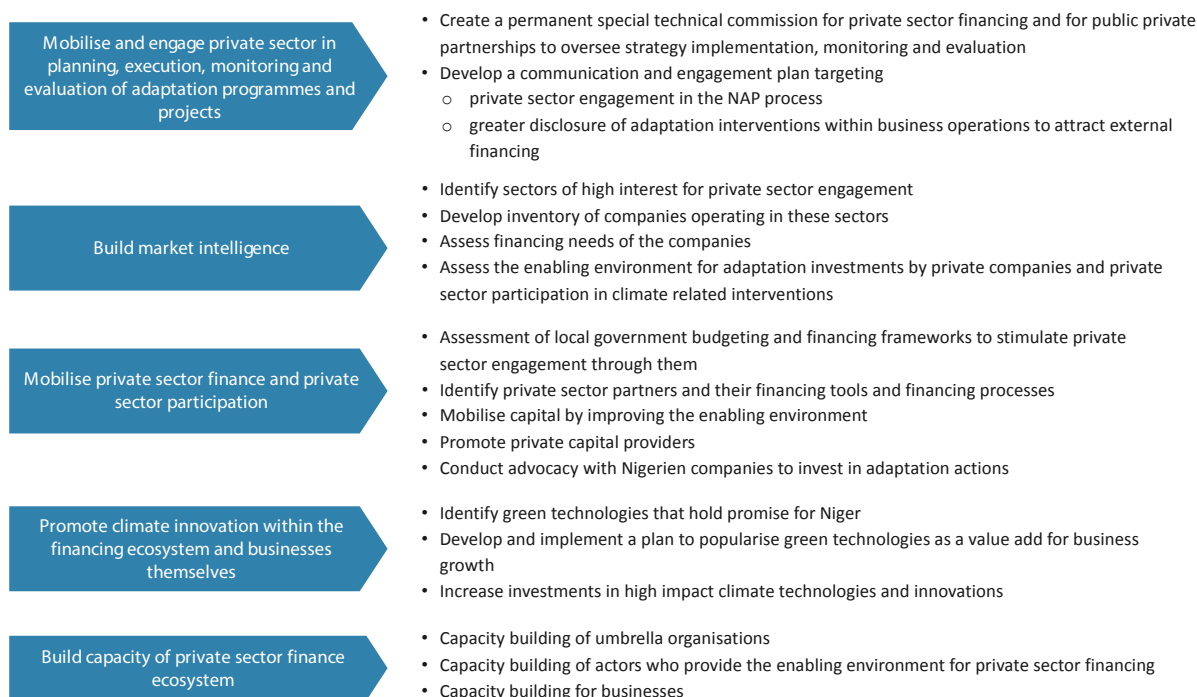 Mobilise and engage private sector in
planning, execution, monitoring and
evaluation of adaptation programmes and
projects
• Create a permanent special technical commission for private sector financing and for public private
partnerships to oversee strategy implementation, monitoring and evaluation
• Develop a communication and engagement plan targeting
o private sector engagement in the NAP process
o greater disclosure of adaptation interventions within business operations to attract external
financing
Build market intelligence
• Identify sectors of high interest for private sector engagement
• Develop inventory of companies operating in these sectors
• Assess financing needs of the companies
• Assess the enabling environment for adaptation investments by private companies and private
sector participation in climate related interventions
Mobilise private sector finance and private
sector participation
• Assessment of local government budgeting and financing frameworks to stimulate private
sector engagement through them
• Identify private sector partners and their financing tools and financing processes
• Mobilise capital by improving the enabling environment
• Promote private capital providers
• Conduct advocacy with Nigerien companies to invest in adaptation actions
Promote climate innovation within the
financing ecosystem and businesses
themselves
• Identify green technologies that hold promise for Niger
• Develop and implement a plan to popularise green technologies as a value add for business
growth
• Increase investments in high impact climate technologies and innovations
Build capacity of private sector finance
ecosystem
• Capacity building of umbrella organisations
• Capacity building of actors who provide the enabling environment for private sector financing
• Capacity building for businesses